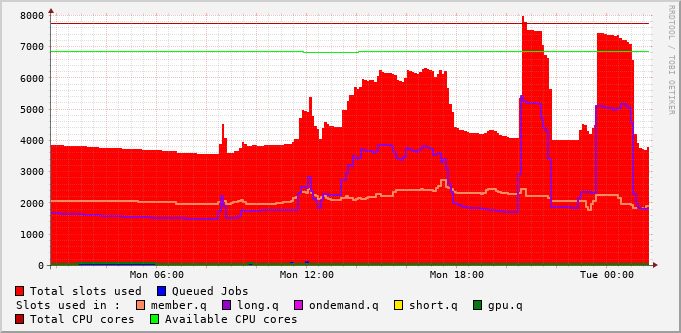 8000
7000
6000
5000
4000
3000
2000
1000
0
Mon 06:00 Mon 12:00 Mon 18:00 Tue 00:00
RRDTOOL / TOBI OETIKER
Total slots used Queued Jobs
Slots used in : member.q long.q ondemand.q short.q gpu.q
Total CPU cores Available CPU cores